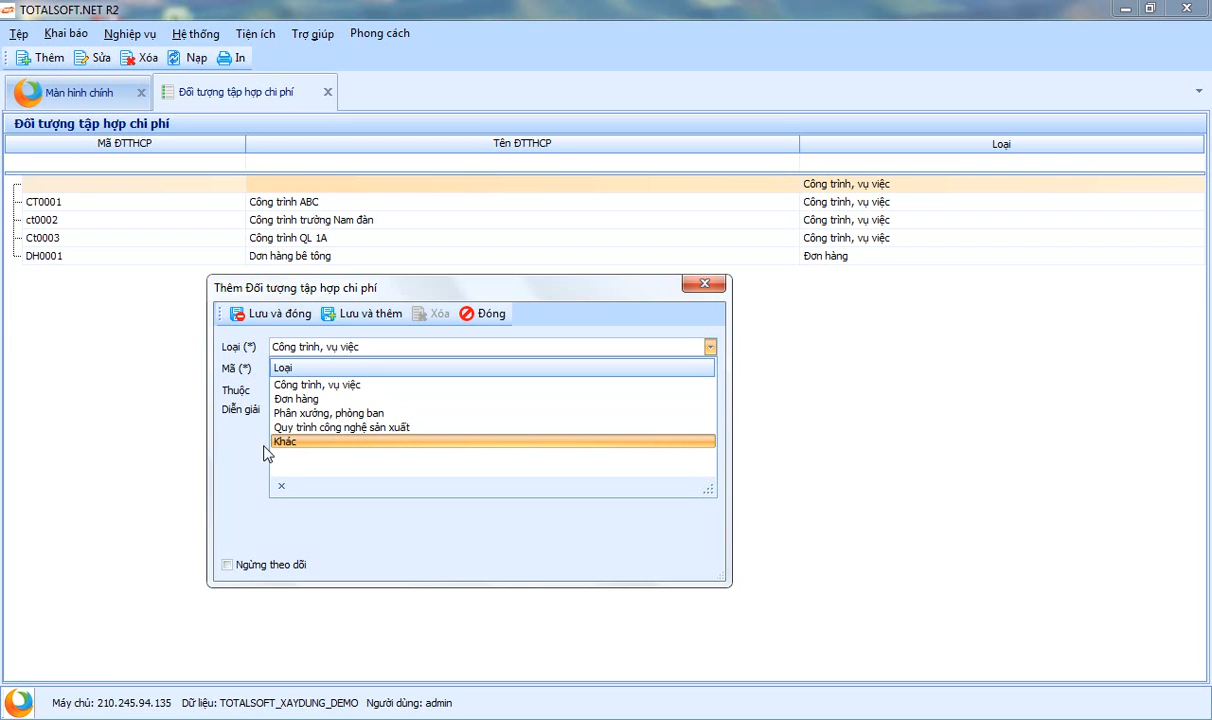 TOTALSOFT.NET R2
Tệp Khai báo Nghiệp vụ Hệ thống Tiện ích Trợ giúp Phong cách
Thêm Sửa Xóa Nạp In
Màn hình chính Đối tượng tập hợp chi phí
Đối tượng tập hợp chi phí
Mã ĐTTHCP Tên ĐTTHCP Loại
Công trình, vụ việc
CT0001 Công trình ABC Công trình, vụ việc
ct0002 Công trình trường Nam đàn Công trình, vụ việc
Ct0003 Công trình QL 1A Công trình, vụ việc
DH0001 Dơn hàng bê tông Đơn hàng
Thêm Đối tượng tập hợp chi phí
Lưu và đóng Lưu và thêm Xóa Đóng
Loại (*) Công trình, vụ việc
Mã (*) Loại
Công trình, vụ việc
Thuộc
Đơn hàng
Diễn giải Phân xưởng, phòng ban
Quy trình công nghệ sản xuất
Khác
Ngừng theo dõi
Máy chủ: 210.245.94.135 Dữ liệu: TOTALSOFT_XAYDUNG_DEMO Người dùng: admin